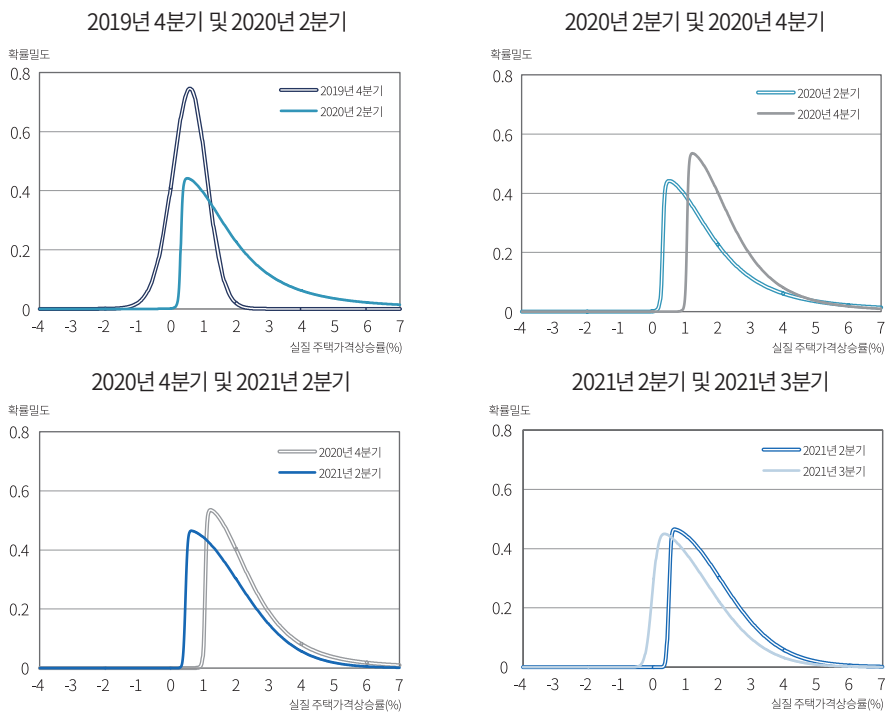 2019년 4분기 및 2020년 2분기
확률밀도
0.8
0.6
0.4
0.2
0
-4 -3 -2 -1 0 1 2 3 4 5 6 7
실질 주택가격상승률(%)
2019년 4분기
2020년 2분기
2020년 2분기 및 2020년 4분기
확률밀도
0.8
0.6
0.4
0.2
0
-4 -3 -2 -1 0 1 2 3 4 5 6 7
실질 주택가격상승률(%)
2020년 2분기
2020년 4분기
2020년 4분기 및 2021년 2분기
확률밀도
0.8
0.6
0.4
0.2
0
-4 -3 -2 -1 0 1 2 3 4 5 6 7
실질 주택가격상승률(%)
2020년 4분기
2021년 2분기
2021년 2분기 및 2021년 3분기
확률밀도
0.8
0.6
0.4
0.2
0
-4 -3 -2 -1 0 1 2 3 4 5 6 7
실질 주택가격상승률(%)
2021년 2분기
2021년 3분기